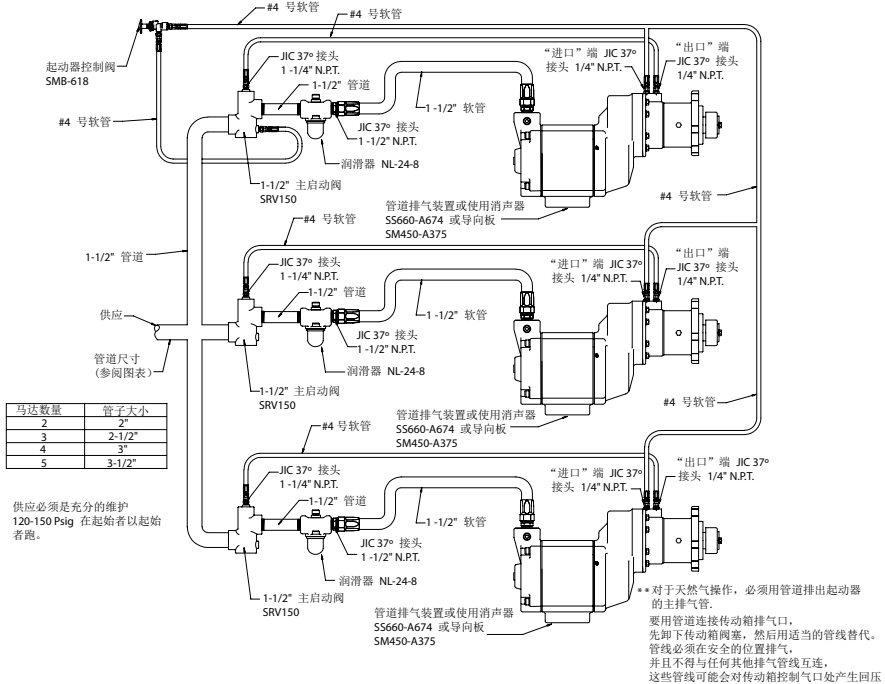 #4 号软管
#4 号软管
起动器控制阀
SMB-618
JIC 37º 接头
1 -1/4" N.P.T.
1-1/2" 管道
#4 号软管
JIC 37º 接头
1 -1/2" N.P.T.
润滑器 NL-24-8
1-1/2" 主启动阀
SRV150
1 -1/2" 软管
“进口”端 JIC 37º
接头 1/4" N.P.T.
“出口”端
JIC 37º 接头
1/4" N.P.T.
管道排气装置或使用消声器
SS660-A674 或导向板
SM450-A375
#4 号软管
#4 号软管
1-1/2" 管道
JIC 37º 接头
1 -1/4" N.P.T.
1-1/2" 管道
1 -1/2" 软管
“进口”端 JIC 37º
接头 1/4" N.P.T.
“出口”端
JIC 37º 接头
1/4" N.P.T.
供应
管道尺寸
(参阅图表)
JIC 37º 接头
1 -1/2" N.P.T.
润滑器 NL-24-8
1-1/2" 主启动阀
SRV150
管道排气装置或使用消声器
SS660-A674 或导向板
SM450-A375
#4 号软管
马达数量 管子大小
2 2"
3 2-1/2"
4 3"
5 3-1/2"
供应必须是充分的维护
120-150 Psig 在起始者以起始
者跑。
#4 号软管
JIC 37º 接头
1 -1/4" N.P.T.
1-1/2" 管道
1 -1/2" 软管
“进口”端 JIC 37º
接头 1/4" N.P.T.
“出口”端 JIC 37º
接头 1/4" N.P.T.
JIC 37º 接头
1 -1/2" N.P.T.
润滑器 NL-24-8
1-1/2" 主启动阀
SRV150
管道排气装置或使用消声器
SS660-A674 或导向板
SM450-A375
**对于天然气操作，必须用管道排出起动器
的主排气管.
要用管道连接传动箱排气口，
先卸下传动箱阀塞，然后用适当的管线替代。
管线必须在安全的位置排气，
并且不得与任何其他排气管线互连，
这些管线可能会对传动箱控制气口处产生回压